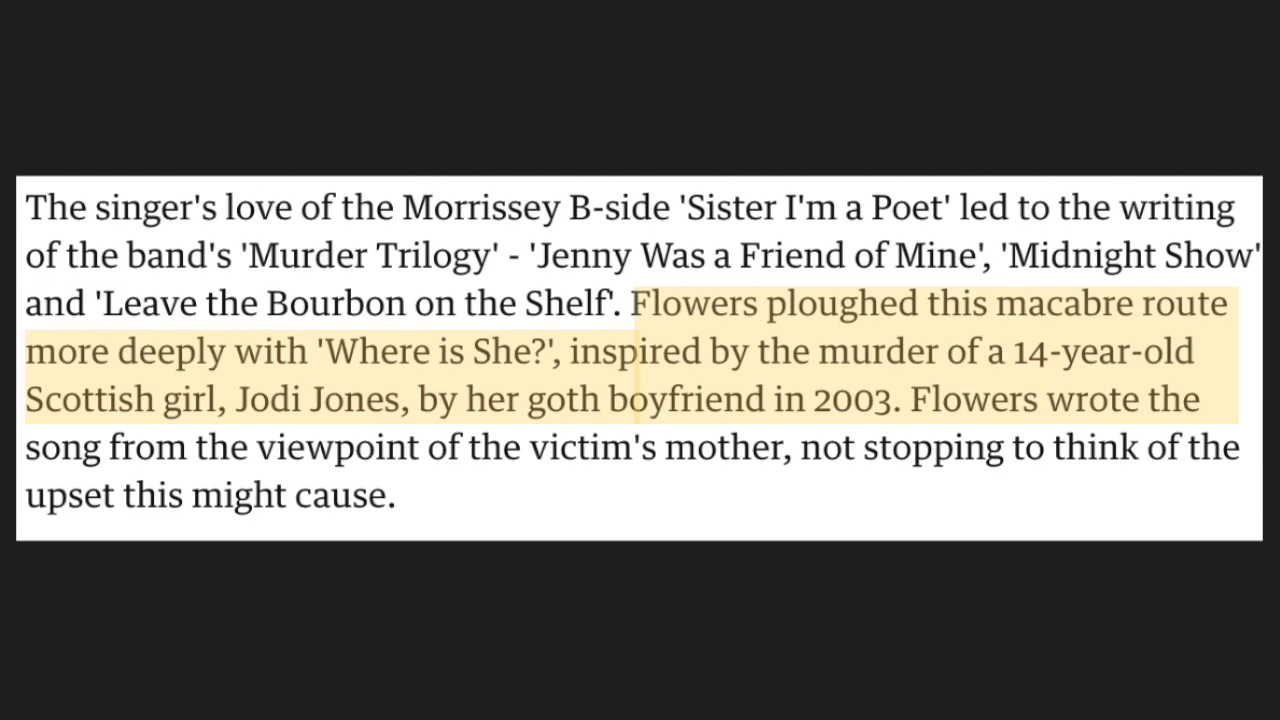 The singer's love of the Morrissey B-side 'Sister I'm a Poet' led to the writing
of the band's 'Murder Trilogy' - 'Jenny Was a Friend of Mine', 'Midnight Show'
and 'Leave the Bourbon on the Shelf'. Flowers ploughed this macabre route
more deeply with 'Where is She?', inspired by the murder of a 14-year-old
Scottish girl, Jodi Jones, by her goth boyfriend in 2003. Flowers wrote the
song from the viewpoint of the victim's mother, not stopping to think of the
upset this might cause.